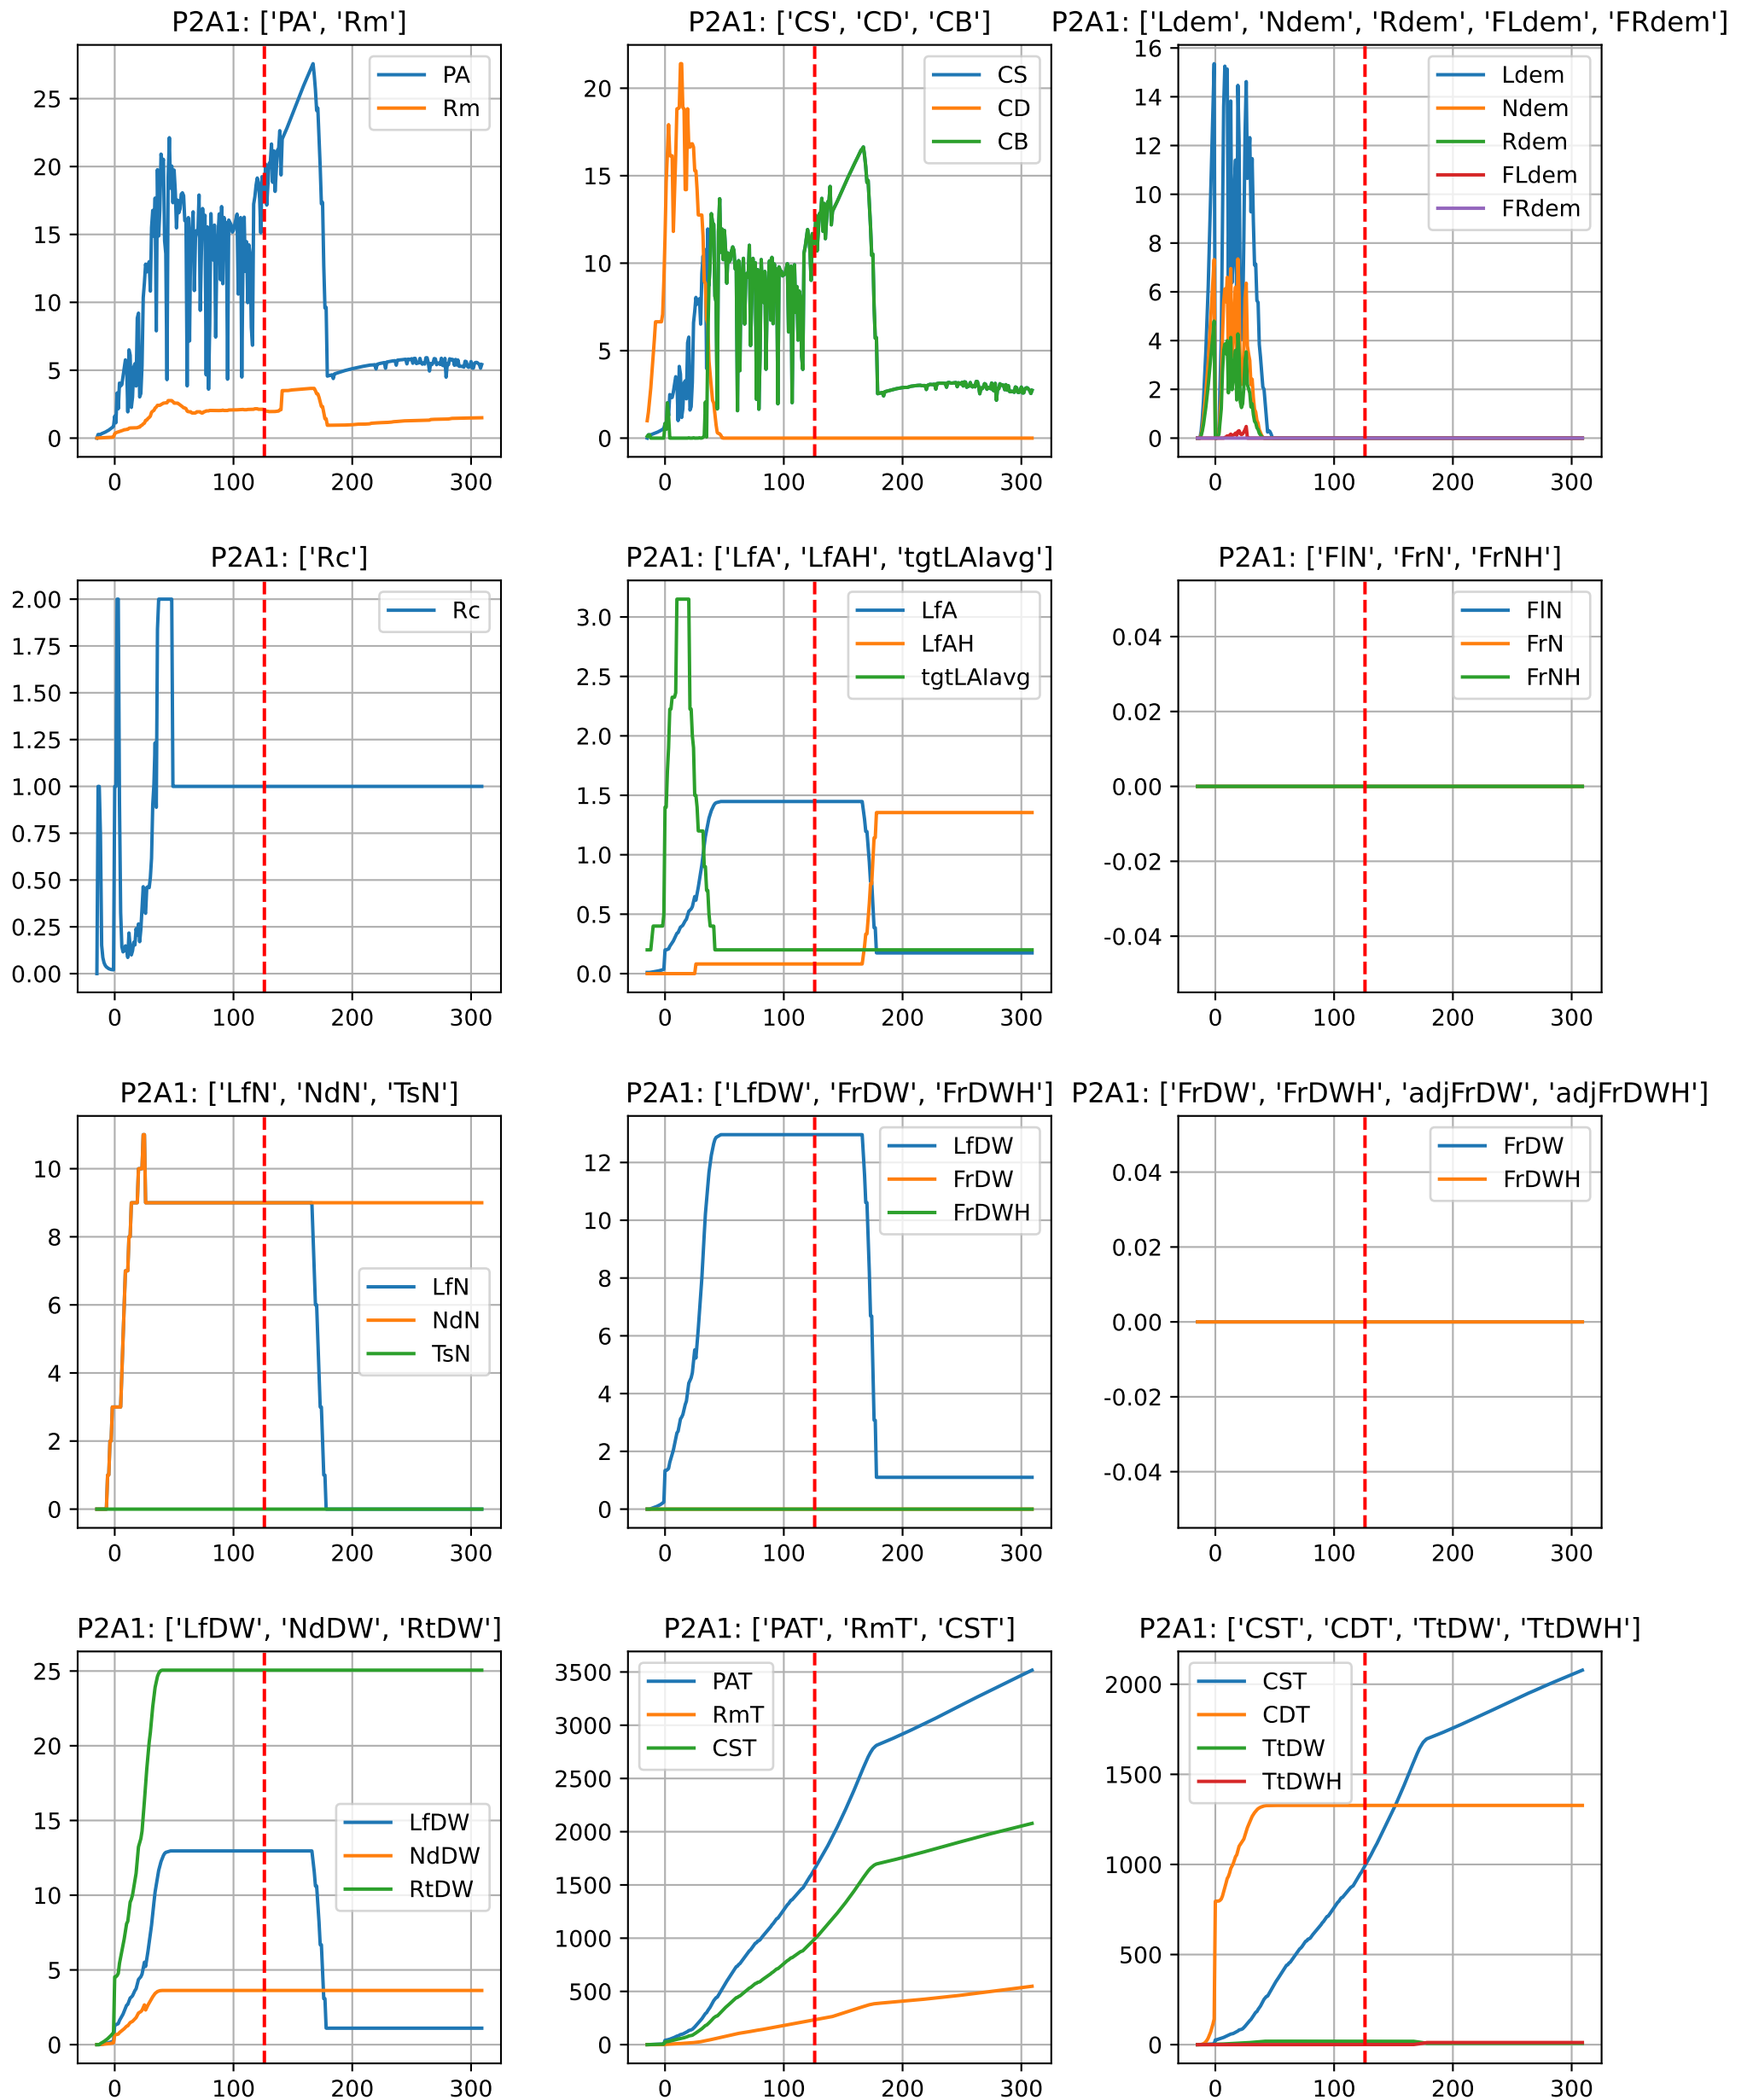 P2A1: ['PA', 'Rm']
25
20
15
10
5
0
0 100 200 300
PA
Rm
P2A1: ['CS', 'CD', 'CB']
20
15
10
5
0
0 100 200 300
CS
CD
CB
P2A1: ['Ldem', 'Ndem', 'Rdem', 'FLdem', 'FRdem']
16
14
12
10
8
6
4
2
0
0 100 200 300
Ldem
Ndem
Rdem
FLdem
FRdem
P2A1: ['Rc']
2.00
1.75
1.50
1.25
1.00
0.75
0.50
0.25
0.00
0 100 200 300
Rc
P2A1: ['LfA', 'LfAH', 'tgtLAIavg']
3.0
2.5
2.0
1.5
1.0
0.5
0.0
0 100 200 300
LfA
LfAH
tgtLAIavg
P2A1: ['FlN', 'FrN', 'FrNH']
0.04
0.02
0.00
-0.02
-0.04
0 100 200 300
FlN
FrN
FrNH
P2A1: ['LfN', 'NdN', 'TsN']
10
8
6
4
2
0
0 100 200 300
LfN
NdN
TsN
P2A1: ['LfDW', 'FrDW', 'FrDWH']
12
10
8
6
4
2
0
0 100 200 300
LfDW
FrDW
FrDWH
P2A1: ['FrDW', 'FrDWH', 'adjFrDW', 'adjFrDWH']
0.04
0.02
0.00
-0.02
-0.04
0 100 200 300
FrDW
FrDWH
P2A1: ['LfDW', 'NdDW', 'RtDW']
25
20
15
10
5
0
0 100 200 300
LfDW
NdDW
RtDW
P2A1: ['PAT', 'RmT', 'CST']
3500
3000
2500
2000
1500
1000
500
0
0 100 200 300
PAT
RmT
CST
P2A1: ['CST', 'CDT', 'TtDW', 'TtDWH']
2000
1500
1000
500
0
0 100 200 300
CST
CDT
TtDW
TtDWH